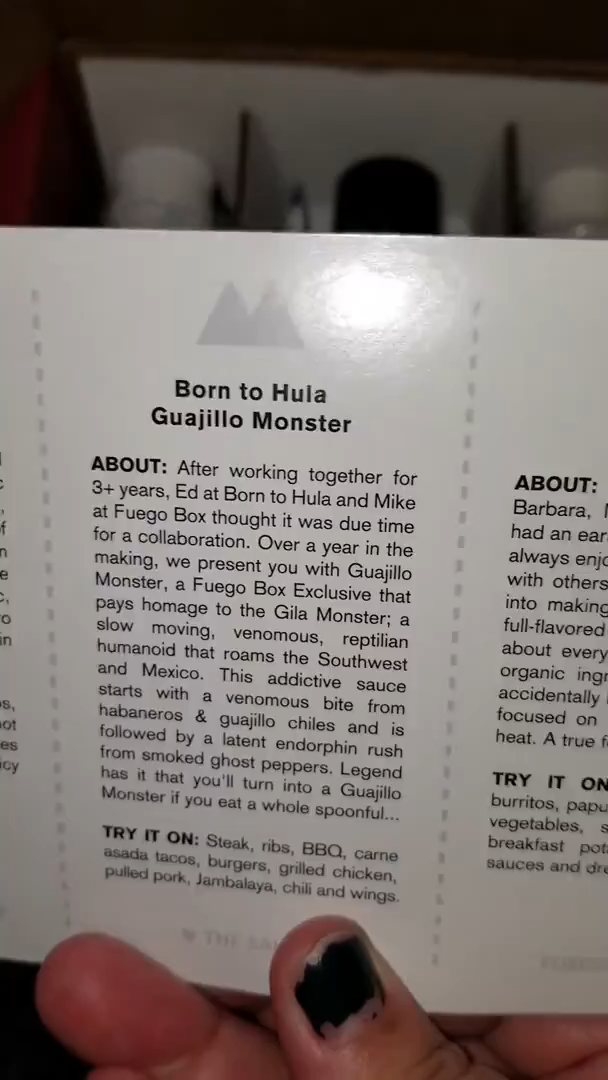 Born to Hula
Guajillo Monster
ABOUT: After working together for
3+ years, Ed at Born to Hula and Mike
at Fuego Box thought it was due time
for a collaboration. Over a year in the
making, we present you with Guajillo
Monster, a Fuego Box Exclusive that
pays homage to the Gila Monster; a
slow moving, venomous, reptilian
humanoid that roams the Southwest
and Mexico. This addictive sauce
starts with a venomous bite from
habaneros & guajillo chiles and is
followed by a latent endorphin rush
from smoked ghost peppers. Legend
has it that you'll turn into a Guajillo
Monster if you eat a whole spoonful...
TRY IT ON: Steak, ribs, BBQ, carne
asada tacos, burgers, grilled chicken,
pulled pork, Jambalaya, chili and wings.
THE
ABOUT:
Barbara,
had an
always
with others
into making
full-flavored
about every
organic
accidentally
focused on
heat. A true
TRY IT ON
burritos,
vegetables,
breakfast
sauces and